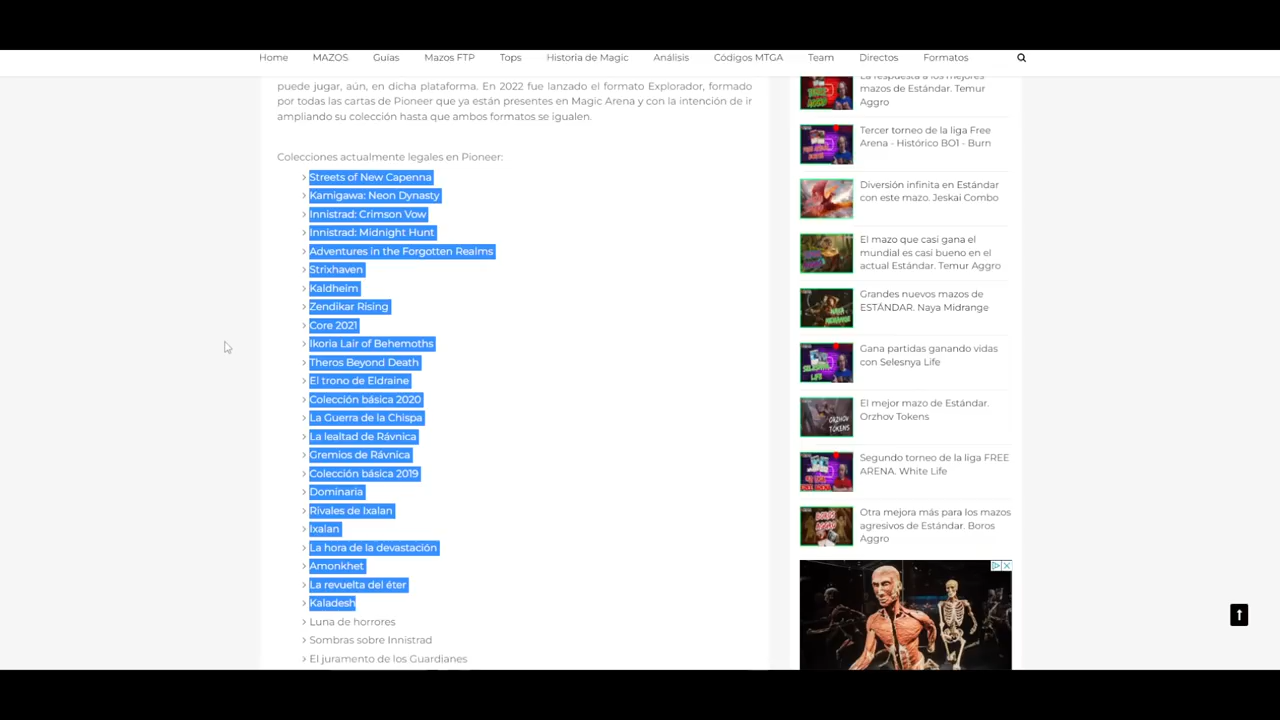 Home MAZOS Guías Mazos FTP Tops Historia de Magic Análisis Códigos MTGA Team Directos Formatos
puede jugar, aún, en dicha plataforma. En 2022 fue lanzado el formato Explorador, formado
por todas las cartas de Pioneer que ya están presentes en Magic Arena y con la intención de ir
ampliando su colección hasta que ambos formatos se igualen.
Colecciones actualmente legales en Pioneer:
Streets of New Capenna
Kamigawa: Neon Dynasty
Innistrad: Crimson Vow
Innistrad: Midnight Hunt
Adventures in the Forgotten Realms
Strixhaven
Kaldheim
Zendikar Rising
Core 2021
Ikoria Lair of Behemoths
Theros Beyond Death
El trono de Eldraine
Colección básica 2020
La Guerra de la Chispa
La lealtad de Rávnica
Gremios de Rávnica
Colección básica 2019
Dominaria
Rivales de Ixalan
Ixalan
La hora de la devastación
Amonkhet
La revuelta del éter
Kaladesh
Luna de horrores
Sombras sobre Innistrad
El juramento de los Guardianes
La respuesta a los mejores
mazos de Estándar. Temur
Aggro
Tercer torneo de la liga Free
Arena - Histórico BO1 - Burn
Diversión infinita en Estándar
con este mazo. Jeskai Combo
El mazo que casi gana el
mundial es casi bueno en el
actual Estándar. Temur Aggro
Grandes nuevos mazos de
ESTÁNDAR. Naya Midrange
Gana partidas ganando vidas
con Selesnya Life
El mejor mazo de Estándar.
Orzhov Tokens
ORZHOV
TOKENS
Segundo torneo de la liga FREE
ARENA. White Life
Otra mejora más para los mazos
agresivos de Estándar. Boros
Aggro